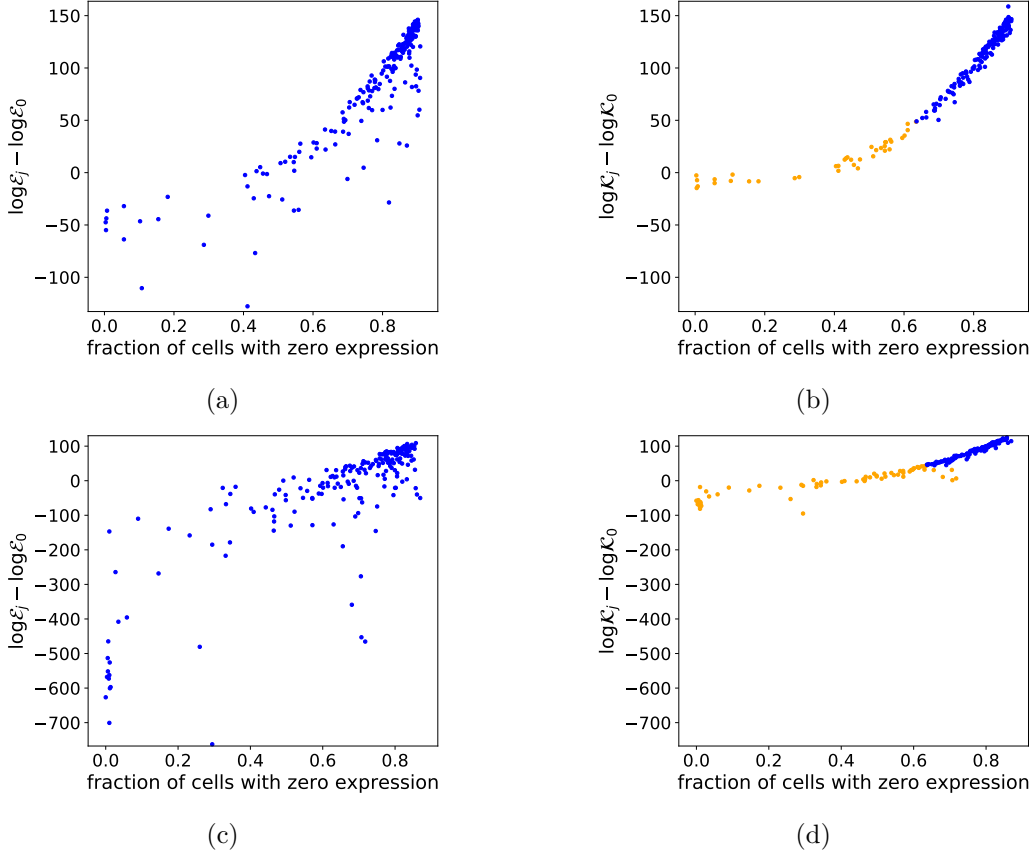 150
100
50
0
−50
−100
logℰj − logℰ0
0.0 0.2 0.4 0.6 0.8
fraction of cells with zero expression
(a)
150
100
50
0
−50
−100
log𝒦j − log𝒦0
0.0 0.2 0.4 0.6 0.8
fraction of cells with zero expression
(b)
100
0
−100
−200
−300
−400
−500
−600
−700
logℰj − logℰ0
0.0 0.2 0.4 0.6 0.8
fraction of cells with zero expression
(c)
100
0
−100
−200
−300
−400
−500
−600
−700
log𝒦j − log𝒦0
0.0 0.2 0.4 0.6 0.8
fraction of cells with zero expression
(d)